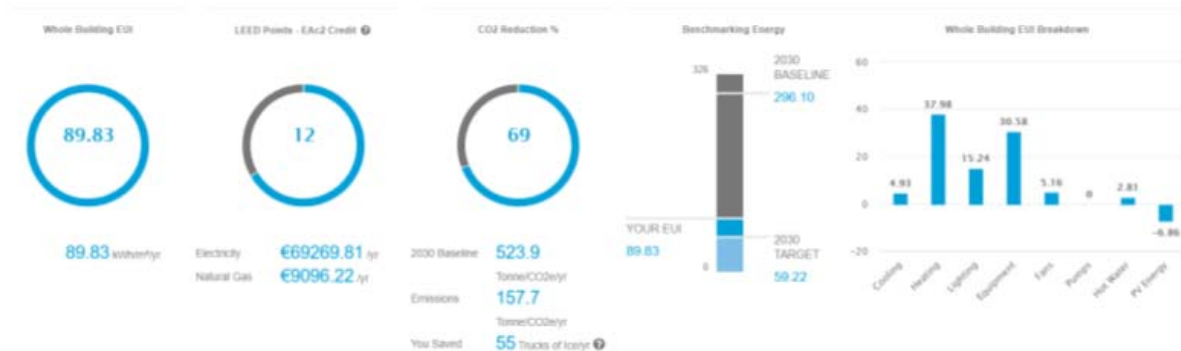 Whole Building EUI
89.83
89.83 kWh/m²/yr
LEED Points - EAc2 Credit ?
12
Electricity €69269.81 /yr
Natural Gas €9096.22 /yr
CO2 Reduction %
69
2030 Baseline 523.9
Tonne/CO2e/yr
Emissions 157.7
Tonne/CO2e/yr
You Saved 55 Trucks of Ice/yr ?
Benchmarking Energy
326
2030
BASELINE
296.10
YOUR EUI
89.83
2030
TARGET
59.22
0
Whole Building EUI Breakdown
60
40
20
0
-20
4.93
37.98
15.24
30.58
5.16
0
2.81
-6.86
Cooling
Heating
Lighting
Equipment
Fans
Pumps
Hot Water
PV Energy